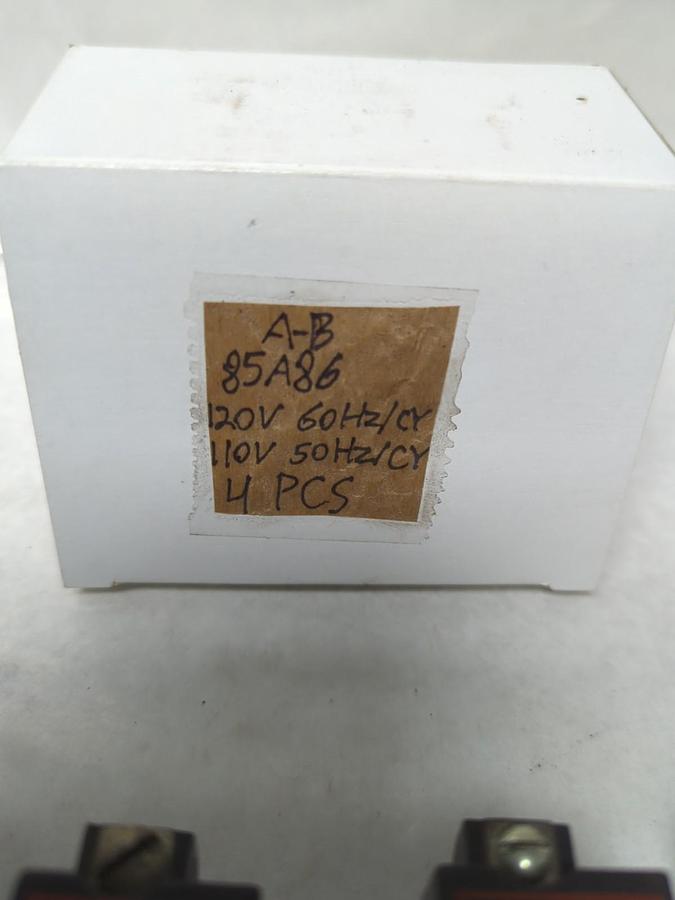 A-B
85A86
120V 60Hz/CY
110V 50Hz/CY
4 PCS